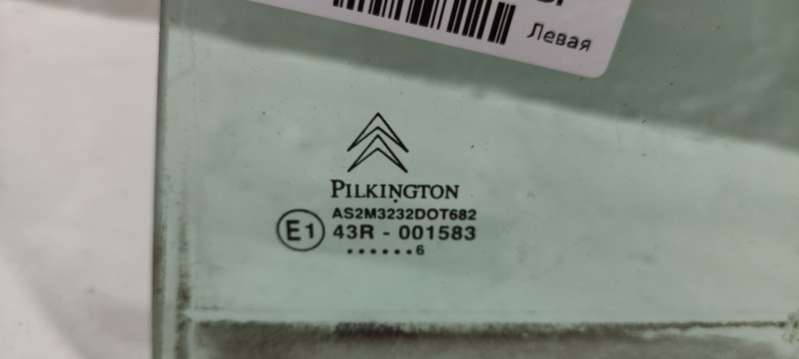 Левая
PILKINGTON
AS2M3232DOT682
E1
43R - 001583
......6